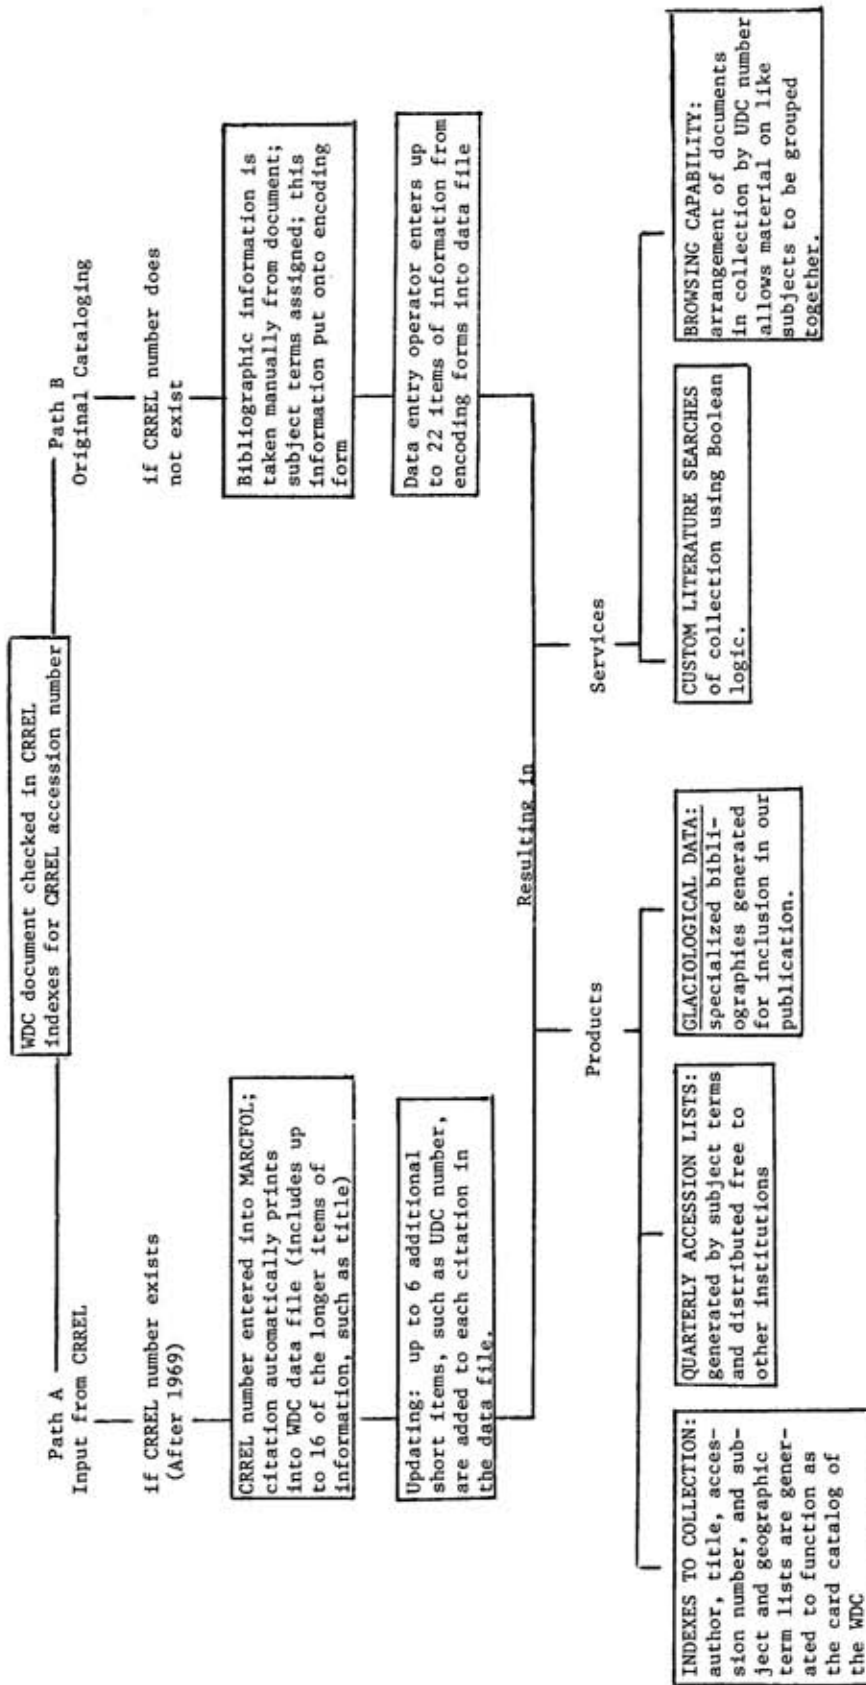 WDC document checked in CRREL
indexes for CRREL accession number
Path A
Input from CRREL
if CRREL number exists
(After 1969)
CRREL number entered into MARCFOL;
citation automatically prints
into WDC data file (includes up
to 16 of the longer items of
information, such as title)
Updating: up to 6 additional
short items, such as UDC number,
are added to each citation in
the data file.
Path B
Original Cataloging
if CRREL number does
not exist
Bibliographic information is
taken manually from document;
subject terms assigned; this
information put onto encoding
form
Data entry operator enters up
to 22 items of information from
encoding forms into data file
Resulting in
Products
INDEXES TO COLLECTION:
author, title, acces-
sion number, and sub-
ject and geographic
term lists are gener-
ated to function as
the card catalog of
the WDC
QUARTERLY ACCESSION LISTS:
generated by subject terms
and distributed free to
other institutions
GLACIOLOGICAL DATA:
specialized bibli-
ographies generated
for inclusion in our
publication.
Services
CUSTOM LITERATURE SEARCHES
of collection using Boolean
logic.
BROWSING CAPABILITY:
arrangement of documents
in collection by UDC number
allows material on like
subjects to be grouped
together.